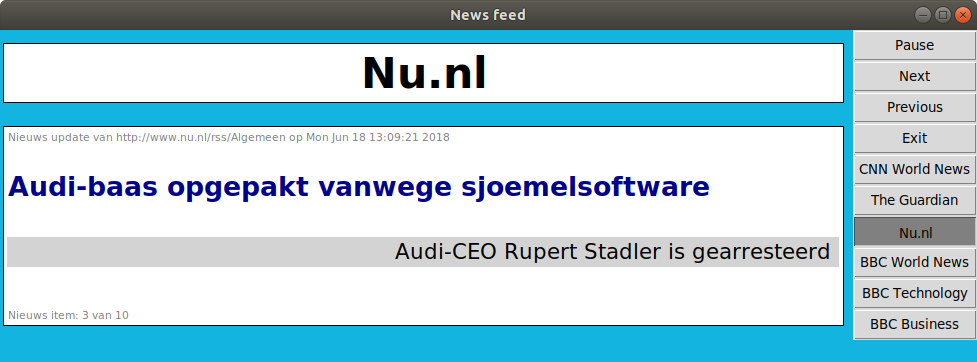 News feed
Nu.nl
Nieuws update van http://www.nu.nl/rss/Algemeen op Mon Jun 18 13:09:21 2018
Audi-baas opgepakt vanwege sjoemelsoftware
Audi-CEO Rupert Stadler is gearresteerd
Nieuws item: 3 van 10
Pause
Next
Previous
Exit
CNN World News
The Guardian
Nu.nl
BBC World News
BBC Technology
BBC Business